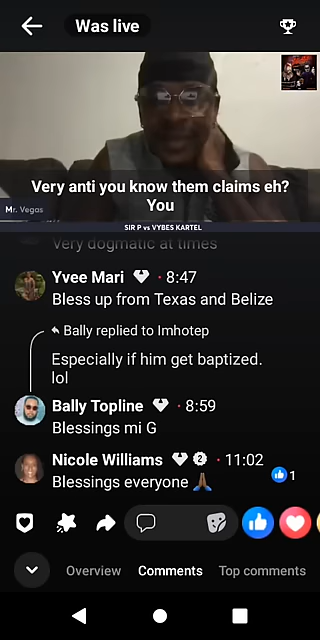 Was live
Very anti you know them claims eh?
You
Mr. Vegas
SIR P vs VYBES KARTEL
Very dogmatic at times
Yvee Mari · 8:47
Bless up from Texas and Belize
Bally replied to Imhotep
Especially if him get baptized.
lol
Bally Topline · 8:59
Blessings mi G
Nicole Williams 2 · 11:02
Blessings everyone 🙏🏾
1
Overview Comments Top comments